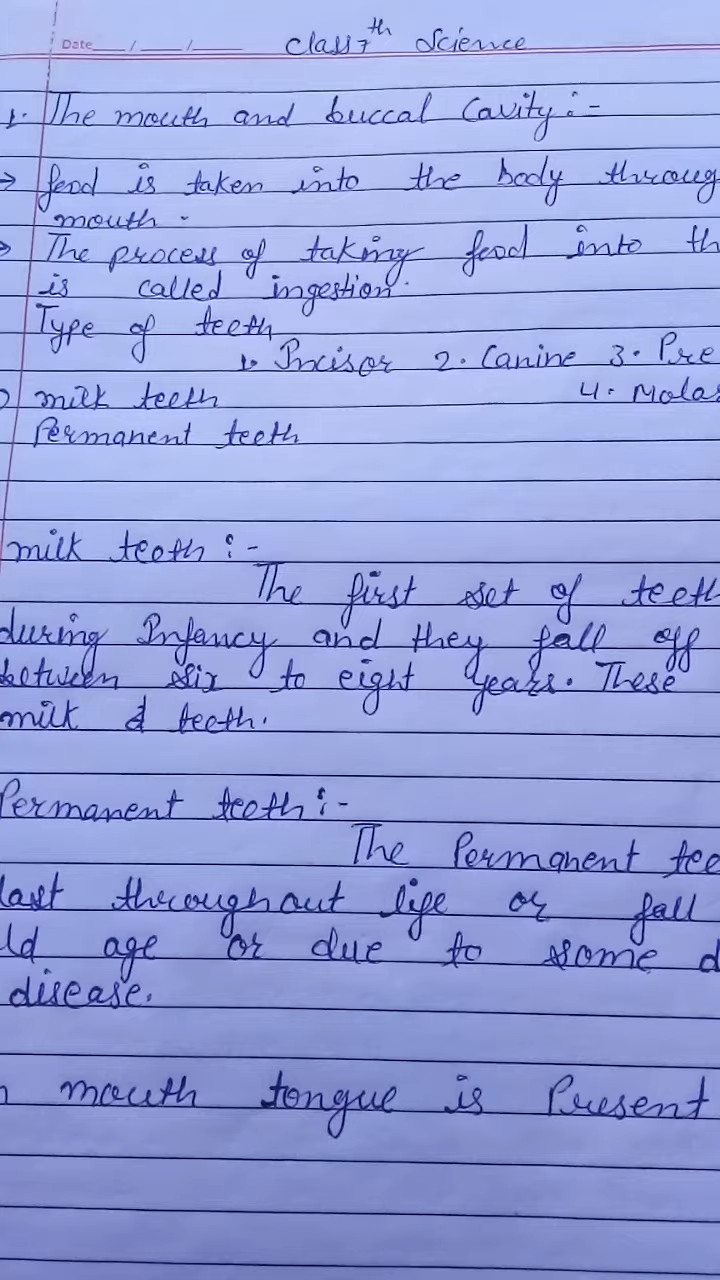 Date __/__/__ Class 7th Science
1. The mouth and buccal Cavity :-
→ food is taken into the body throug
mouth.
→ The process of taking food into th
is called ingestion.
Type of teeth
1. Incisor 2. Canine 3. Pre
milk teeth 4. Mola
Permanent teeth
milk teeth :-
The first set of teeth
during Infancy and they fall off
between six to eight years. These
milk teeth.
Permanent teeth :-
The Permanent tee
last throughout life or fall
ld age or due to some d
disease.
n mouth tongue is Present